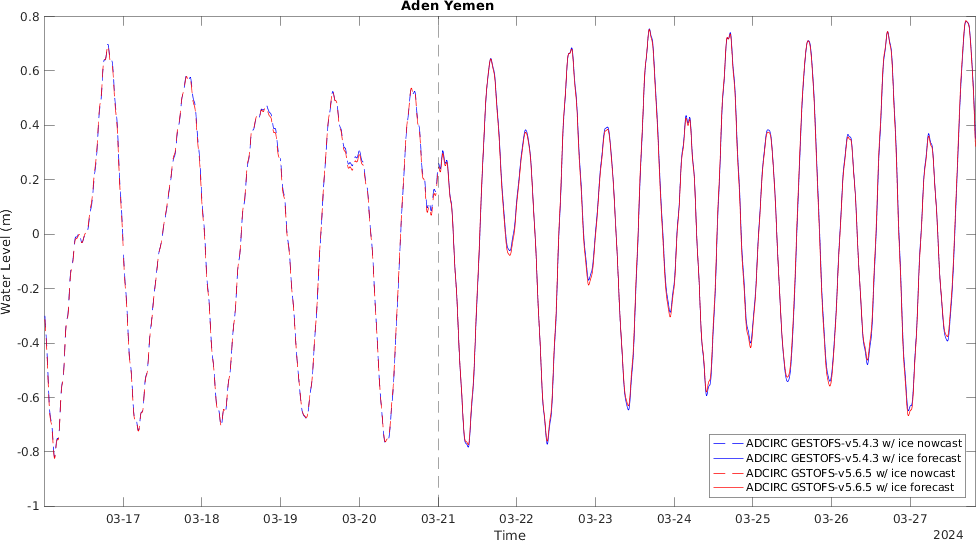 Aden Yemen
0.8
0.6
0.4
0.2
0
-0.2
-0.4
-0.6
-0.8
-1
Water Level (m)
ADCIRC GESTOFS-v5.4.3 w/ ice nowcast
ADCIRC GESTOFS-v5.4.3 w/ ice forecast
ADCIRC GSTOFS-v5.6.5 w/ ice nowcast
ADCIRC GSTOFS-v5.6.5 w/ ice forecast
03-17 03-18 03-19 03-20 03-21 03-22 03-23 03-24 03-25 03-26 03-27
Time
2024